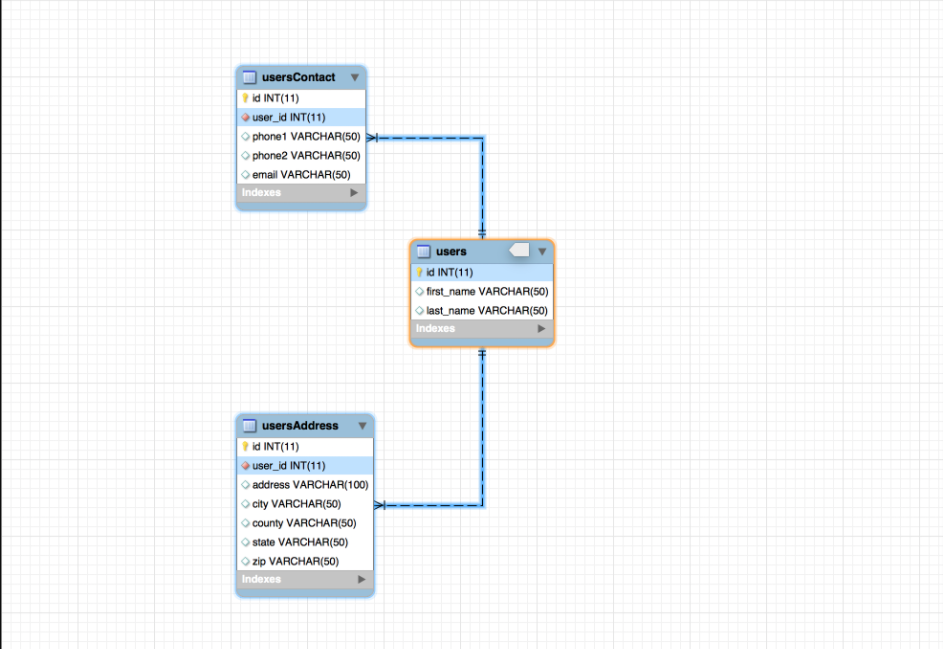 usersContact
id INT(11)
user_id INT(11)
phone1 VARCHAR(50)
phone2 VARCHAR(50)
email VARCHAR(50)
Indexes
users
id INT(11)
first_name VARCHAR(50)
last_name VARCHAR(50)
Indexes
usersAddress
id INT(11)
user_id INT(11)
address VARCHAR(100)
city VARCHAR(50)
county VARCHAR(50)
state VARCHAR(50)
zip VARCHAR(50)
Indexes